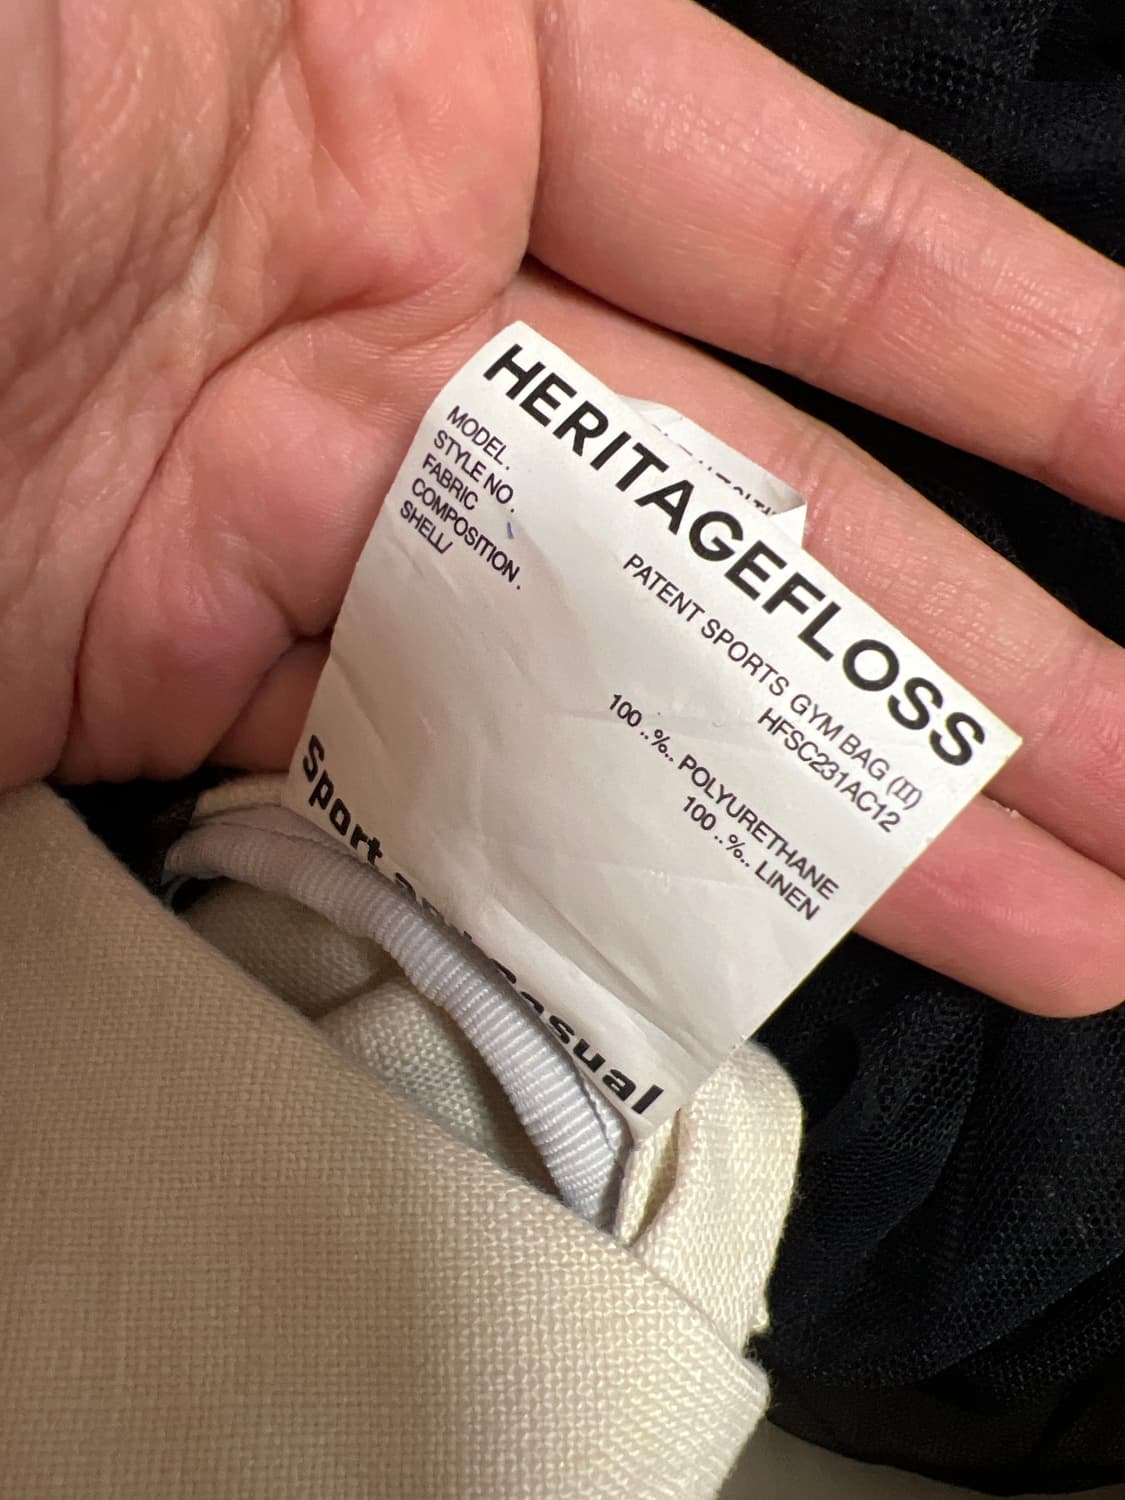 HERITAGEFLOSS
MODEL. PATENT SPORTS GYM BAG (II)
STYLE NO. HFSC231AC12
FABRIC
COMPOSITION. 100..%.. POLYURETHANE
SHELL/ 100..%.. LINEN
Sport and Casual